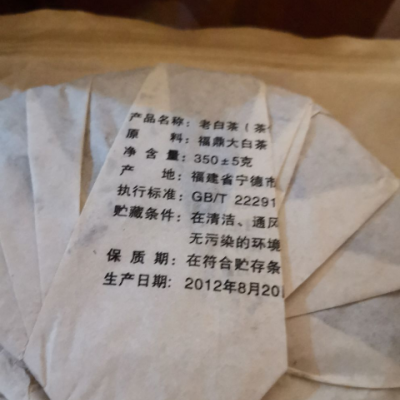 产品名称：老白茶（茶
原　　料：福鼎大白茶
净 含 量：350±5克
产　　地：福建省宁德市
执行标准：GB/T 22291
贮藏条件：在清洁、通风
无污染的环境
保 质 期：在符合贮存条
生产日期：2012年8月20